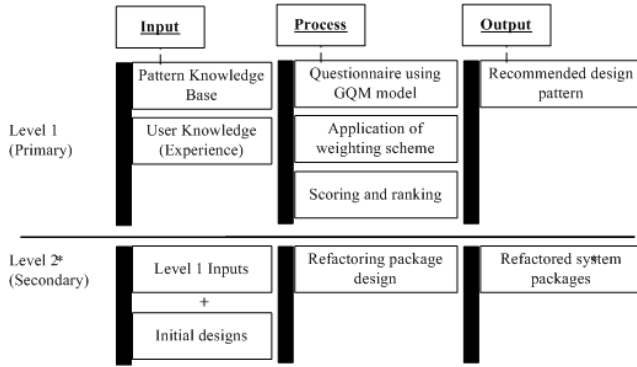 Input
Process
Output
Level 1
(Primary)
Pattern Knowledge
Base
User Knowledge
(Experience)
Questionnaire using
GQM model
Application of
weighting scheme
Scoring and ranking
Recommended design
pattern
Level 2*
(Secondary)
Level 1 Inputs
+
Initial designs
Refactoring package
design
Refactored system
packages